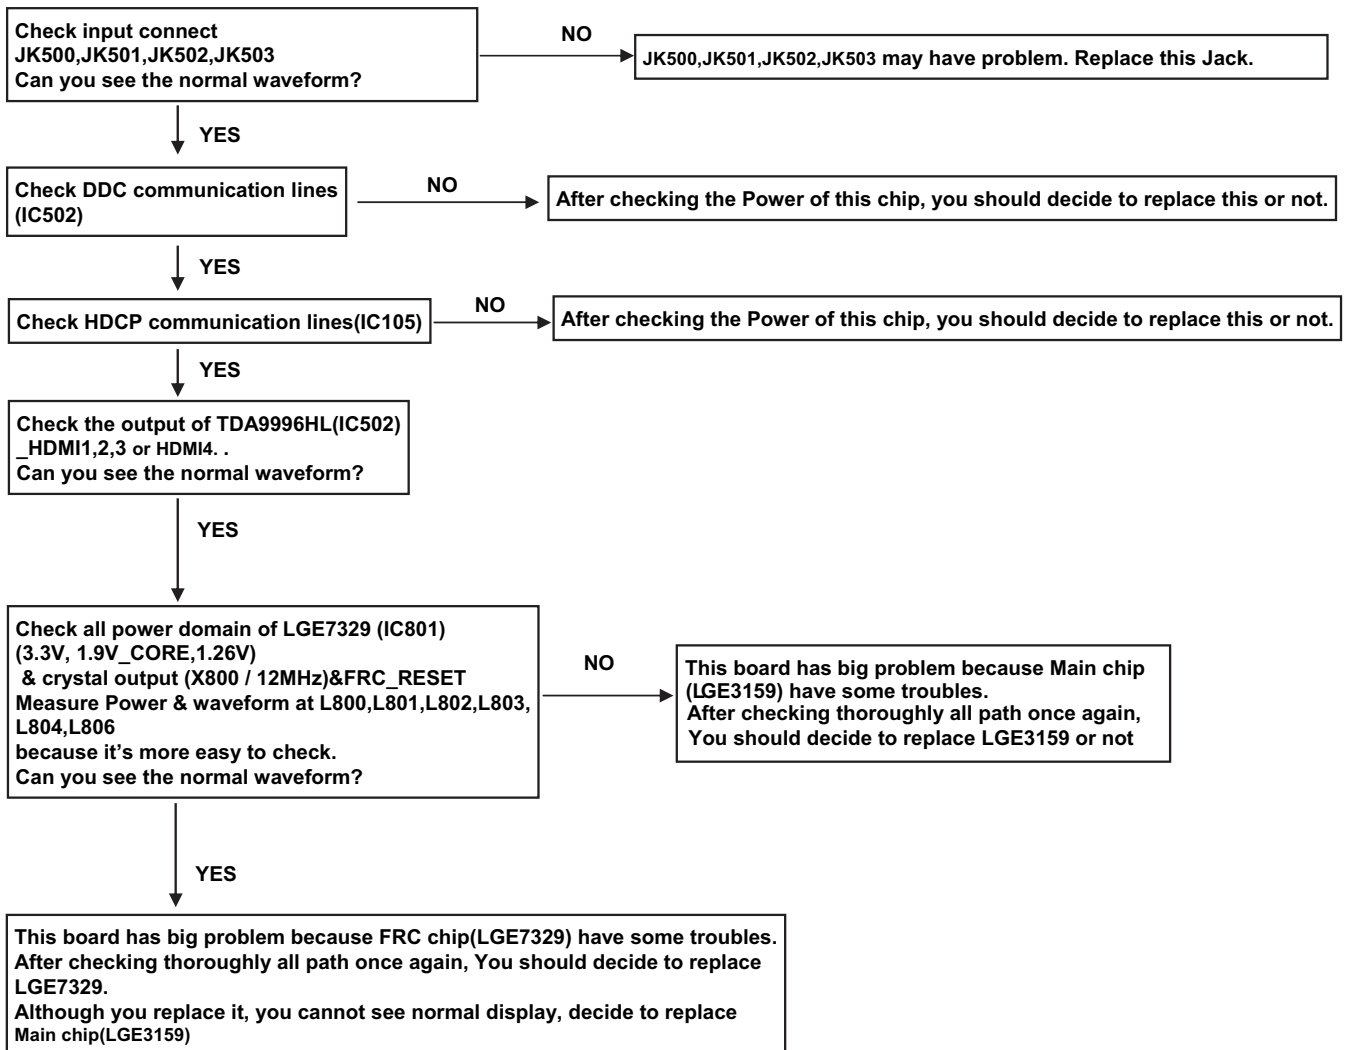 Check input connect
JK500,JK501,JK502,JK503
Can you see the normal waveform?
NO
JK500,JK501,JK502,JK503 may have problem. Replace this Jack.
YES
Check DDC communication lines
(IC502)
NO
After checking the Power of this chip, you should decide to replace this or not.
YES
Check HDCP communication lines(IC105)
NO
After checking the Power of this chip, you should decide to replace this or not.
YES
Check the output of TDA9996HL(IC502)
_HDMI1,2,3 or HDMI4. .
Can you see the normal waveform?
YES
Check all power domain of LGE7329 (IC801)
(3.3V, 1.9V_CORE,1.26V)
& crystal output (X800 / 12MHz)&FRC_RESET
Measure Power & waveform at L800,L801,L802,L803,
L804,L806
because it's more easy to check.
Can you see the normal waveform?
NO
This board has big problem because Main chip
(LGE3159) have some troubles.
After checking thoroughly all path once again,
You should decide to replace LGE3159 or not
YES
This board has big problem because FRC chip(LGE7329) have some troubles.
After checking thoroughly all path once again, You should decide to replace
LGE7329.
Although you replace it, you cannot see normal display, decide to replace
Main chip(LGE3159)